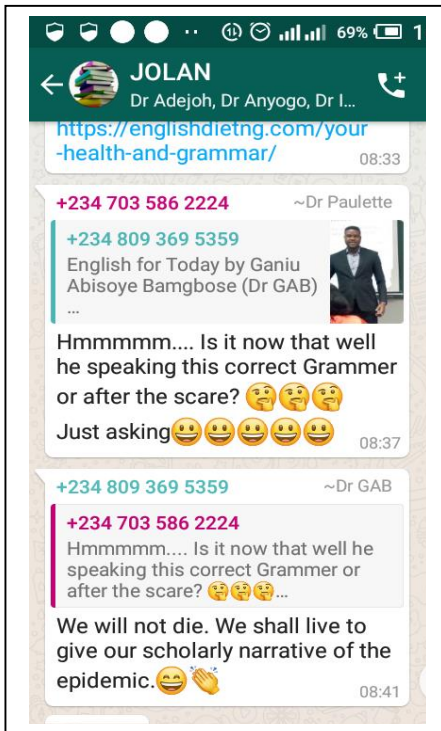 69% 1
JOLAN
Dr Adejoh, Dr Anyogo, Dr I...
https://englishdietng.com/your
-health-and-grammar/
08:33
+234 703 586 2224 ~Dr Paulette
+234 809 369 5359
English for Today by Ganiu
Abisoye Bamgbose (Dr GAB)
...
Hmmmmm.... Is it now that well
he speaking this correct Grammer
or after the scare? 🤔🤔🤔
Just asking😀😀😀😀😀
08:37
+234 809 369 5359 ~Dr GAB
+234 703 586 2224
Hmmmmm.... Is it now that well he
speaking this correct Grammer or
after the scare? 🤔🤔🤔...
We will not die. We shall live to
give our scholarly narrative of the
epidemic.😄👏
08:41